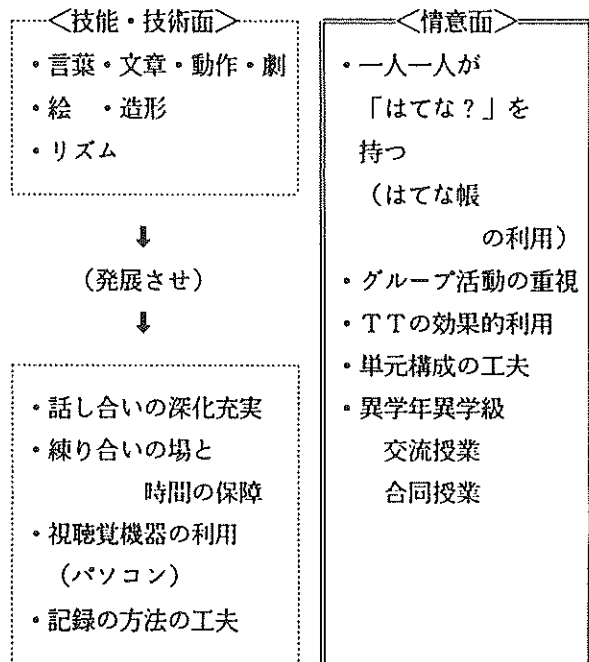 <技能・技術面>
・言葉・文章・動作・劇
・絵 ・造形
・リズム
⬇
(発展させ)
⬇
・話し合いの深化充実
・練り合いの場と
時間の保障
・視聴覚機器の利用
(パソコン)
・記録の方法の工夫
<情意面>
・一人一人が
「はてな?」を
持つ
(はてな帳
の利用)
・グループ活動の重視
・TTの効果的利用
・単元構成の工夫
・異学年異学級
交流授業
合同授業